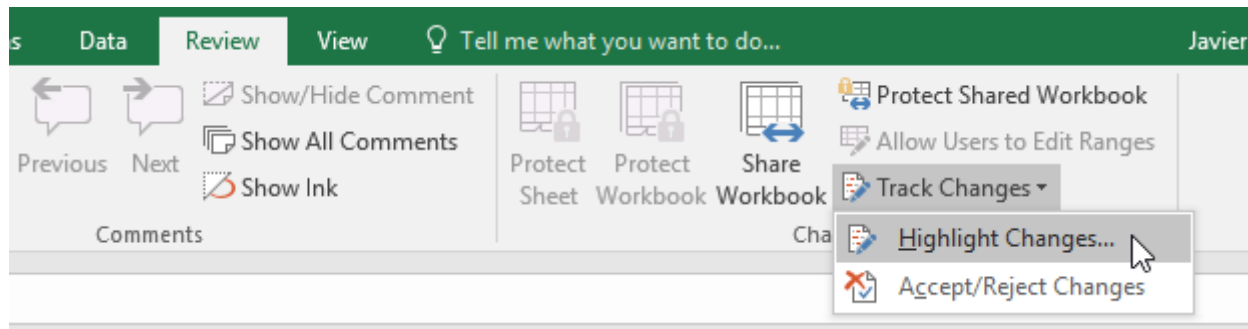 s Data Review View Tell me what you want to do... Javier
Previous Next
Show/Hide Comment
Show All Comments
Show Ink
Comments
Protect Sheet
Protect Workbook
Share Workbook
Protect Shared Workbook
Allow Users to Edit Ranges
Track Changes
Cha
Highlight Changes...
Accept/Reject Changes